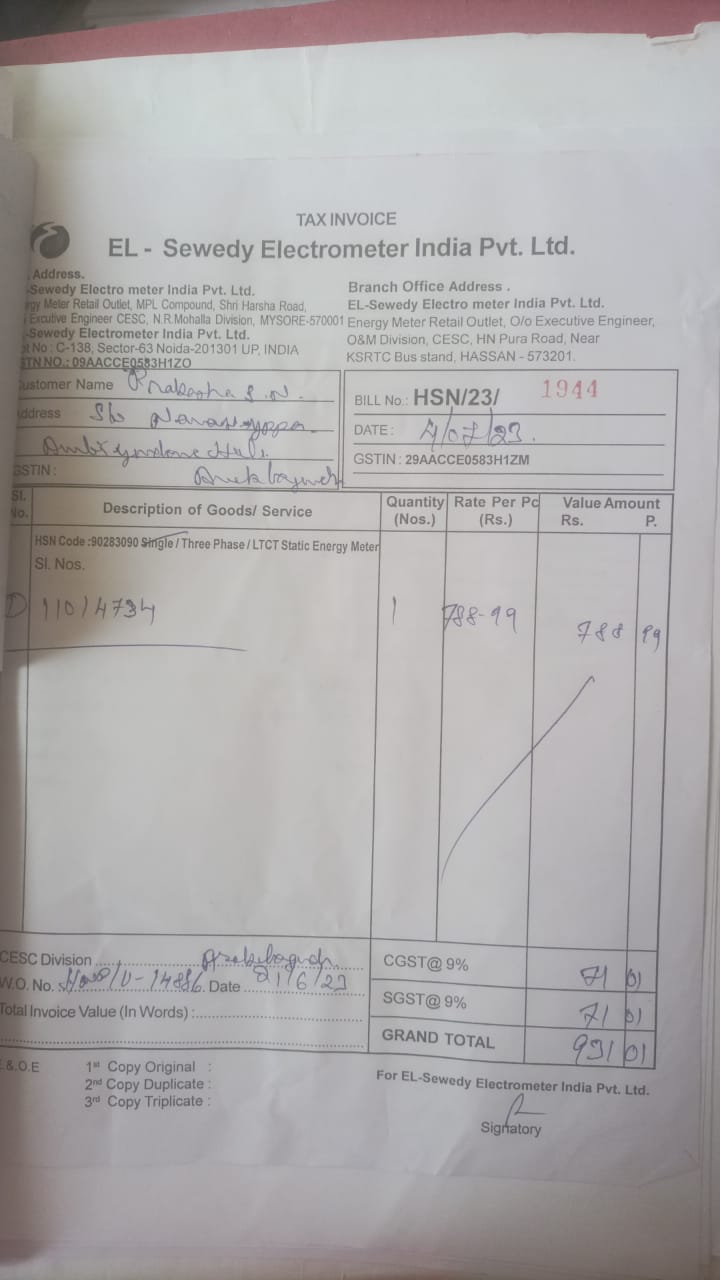 TAX INVOICE
EL - Sewedy Electrometer India Pvt. Ltd.
Address.
-Sewedy Electro meter India Pvt. Ltd.
rgy Meter Retail Outlet, MPL Compound, Shri Harsha Road,
Excutive Engineer CESC, N.R.Mohalla Division, MYSORE-570001
-Sewedy Electrometer India Pvt. Ltd.
t No : C-138, Sector-63 Noida-201301 UP, INDIA
STN NO.: 09AACCE0583H1ZO
Branch Office Address .
EL-Sewedy Electro meter India Pvt. Ltd.
Energy Meter Retail Outlet, O/o Executive Engineer,
O&M Division, CESC, HN Pura Road, Near
KSRTC Bus stand, HASSAN - 573201.
ustomer Name S.N.
ddress S/o
GSTIN :
BILL No.: HSN/23/ 1944
DATE : 4/07/23.
GSTIN : 29AACCE0583H1ZM
Sl. No. Description of Goods/ Service Quantity (Nos.) Rate Per Pc (Rs.) Value Amount Rs. P.
HSN Code :90283090 Single / Three Phase / LTCT Static Energy Meter
Sl. Nos.
11014734 1 788-99 788 99
CESC Division
W.O. No. Date 21/6/23
Total Invoice Value (In Words) :
CGST@ 9% 71 01
SGST@ 9% 71 01
GRAND TOTAL 931 01
.&.O.E
1st Copy Original :
2nd Copy Duplicate :
3rd Copy Triplicate :
For EL-Sewedy Electrometer India Pvt. Ltd.
Signatory